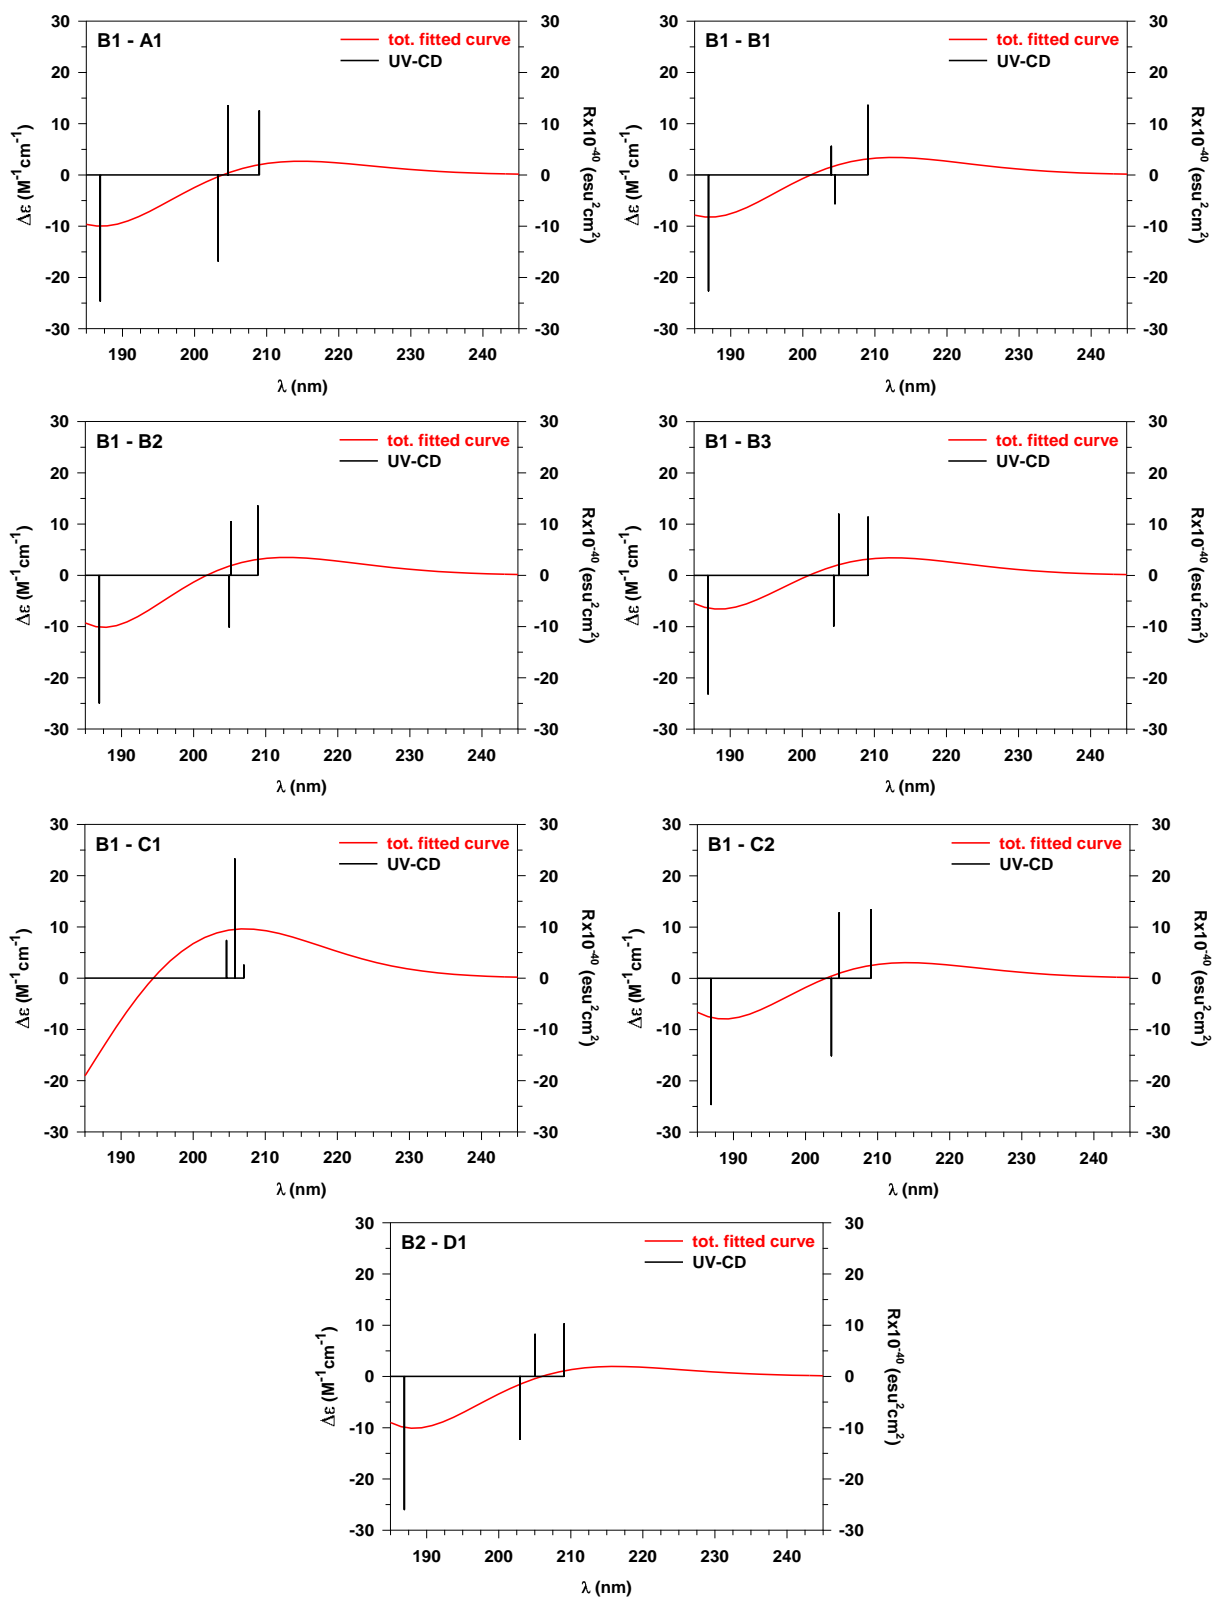 B1 - A1
tot. fitted curve
UV-CD
30 20 10 0 -10 -20 -30
Δε (M⁻¹cm⁻¹)
30 20 10 0 -10 -20 -30
Rx10⁻⁴⁰ (esu²cm²)
190 200 210 220 230 240
λ (nm)
B1 - B1
tot. fitted curve
UV-CD
30 20 10 0 -10 -20 -30
Δε (M⁻¹cm⁻¹)
30 20 10 0 -10 -20 -30
Rx10⁻⁴⁰ (esu²cm²)
190 200 210 220 230 240
λ (nm)
B1 - B2
tot. fitted curve
UV-CD
30 20 10 0 -10 -20 -30
Δε (M⁻¹cm⁻¹)
30 20 10 0 -10 -20 -30
Rx10⁻⁴⁰ (esu²cm²)
190 200 210 220 230 240
λ (nm)
B1 - B3
tot. fitted curve
UV-CD
30 20 10 0 -10 -20 -30
Δε (M⁻¹cm⁻¹)
30 20 10 0 -10 -20 -30
Rx10⁻⁴⁰ (esu²cm²)
190 200 210 220 230 240
λ (nm)
B1 - C1
tot. fitted curve
UV-CD
30 20 10 0 -10 -20 -30
Δε (M⁻¹cm⁻¹)
30 20 10 0 -10 -20 -30
Rx10⁻⁴⁰ (esu²cm²)
190 200 210 220 230 240
λ (nm)
B1 - C2
tot. fitted curve
UV-CD
30 20 10 0 -10 -20 -30
Δε (M⁻¹cm⁻¹)
30 20 10 0 -10 -20 -30
Rx10⁻⁴⁰ (esu²cm²)
190 200 210 220 230 240
λ (nm)
B2 - D1
tot. fitted curve
UV-CD
30 20 10 0 -10 -20 -30
Δε (M⁻¹cm⁻¹)
30 20 10 0 -10 -20 -30
Rx10⁻⁴⁰ (esu²cm²)
190 200 210 220 230 240
λ (nm)